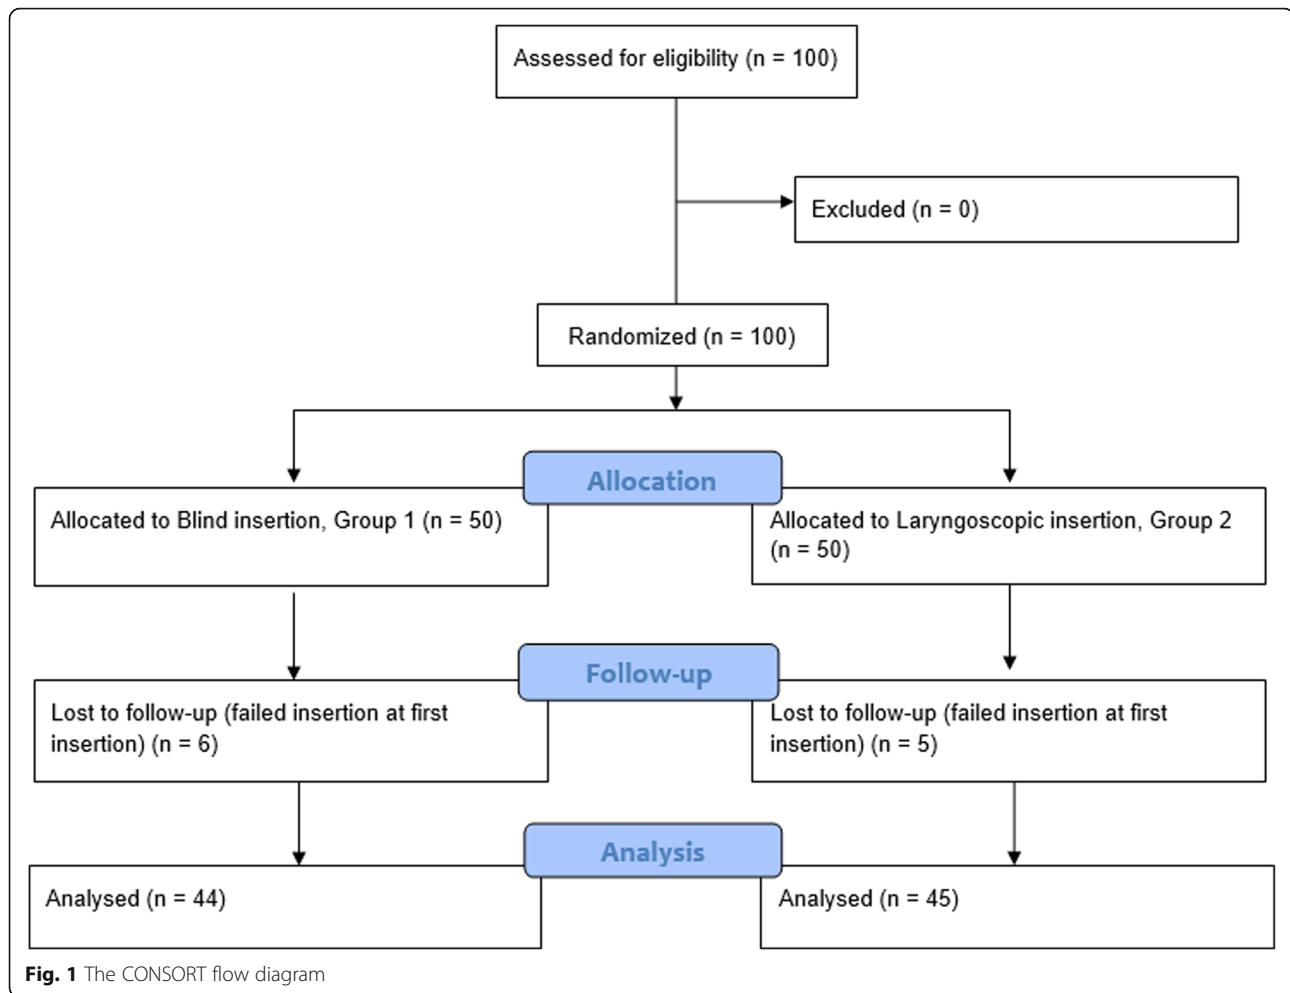 Assessed for eligibility (n = 100)
Excluded (n = 0)
Randomized (n = 100)
Allocation
Allocated to Blind insertion, Group 1 (n = 50)
Allocated to Laryngoscopic insertion, Group 2
(n = 50)
Follow-up
Lost to follow-up (failed insertion at first
insertion) (n = 6)
Lost to follow-up (failed insertion at first
insertion) (n = 5)
Analysis
Analysed (n = 44)
Analysed (n = 45)
Fig. 1 The CONSORT flow diagram